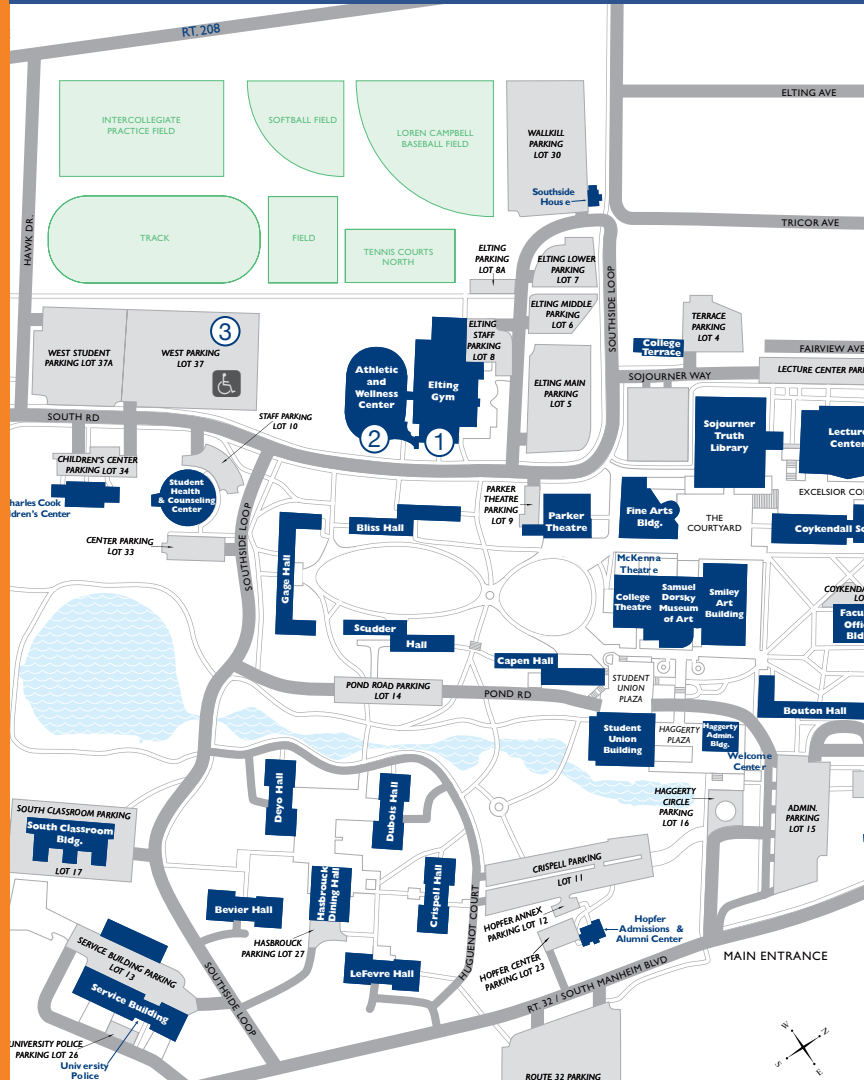 RT. 208
ELTING AVE
INTERCOLLEGIATE
PRACTICE FIELD
SOFTBALL FIELD
LOREN CAMPBELL
BASEBALL FIELD
WALLKILL
PARKING
LOT 30
Southside
House
TRICOR AVE
HAWK DR.
TRACK
FIELD
TENNIS COURTS
NORTH
ELTING
PARKING
LOT 8A
ELTING LOWER
PARKING
LOT 7
ELTING MIDDLE
PARKING
LOT 6
SOUTHSIDE LOOP
TERRACE
PARKING
LOT 4
College
Terrace
FAIRVIEW AVE
LECTURE CENTER PAR
SOJOURNER WAY
3
WEST STUDENT
PARKING LOT 37A
WEST PARKING
LOT 37
ELTING
STAFF
PARKING
LOT 8
Athletic
and
Wellness
Center
Elting
Gym
ELTING MAIN
PARKING
LOT 5
2
1
SOUTH RD
STAFF PARKING
LOT 10
Sojourner
Truth
Library
Lectur
Cente
CHILDREN'S CENTER
PARKING LOT 34
harles Cook
ldren's Center
Student
Health
& Counseling
Center
PARKER
THEATRE
PARKING
LOT 9
Parker
Theatre
Fine Arts
Bldg.
THE
COURTYARD
EXCELSIOR CO
Coykendall Sc
Bliss Hall
CENTER PARKING
LOT 33
SOUTHSIDE LOOP
Gage Hall
McKenna
Theatre
College
Theatre
Samuel
Dorsky
Museum
of Art
Smiley
Art
Building
COYKENDA
LO
Facu
Offi
Bld
Scudder
Hall
Capen Hall
STUDENT
UNION
PLAZA
POND ROAD PARKING
LOT 14
POND RD
Bouton Hall
Student
Union
Building
HAGGERTY
PLAZA
Haggerty
Admin.
Bldg.
Welcome
Center
Deyo Hall
Dubois Hall
HAGGERTY
CIRCLE
PARKING
LOT 16
ADMIN.
PARKING
LOT 15
SOUTH CLASSROOM PARKING
South Classroom
Bldg.
LOT 17
CRISPELL PARKING
LOT 11
Hasbrouck
Dining Hall
Crispell Hall
Bevier Hall
HASBROUCK
PARKING LOT 27
HUGUENOT COURT
HOPFER ANNEX
PARKING LOT 12
Hopfer
Admissions &
Alumni Center
HOPFER CENTER
PARKING LOT 23
MAIN ENTRANCE
LeFevre Hall
SERVICE BUILDING PARKING
LOT 13
Service Building
SOUTHSIDE LOOP
RT. 32 / SOUTH MANHEIM BLVD
UNIVERSITY POLICE
PARKING LOT 26
University
Police
ROUTE 32 PARKING
W
N
S
E